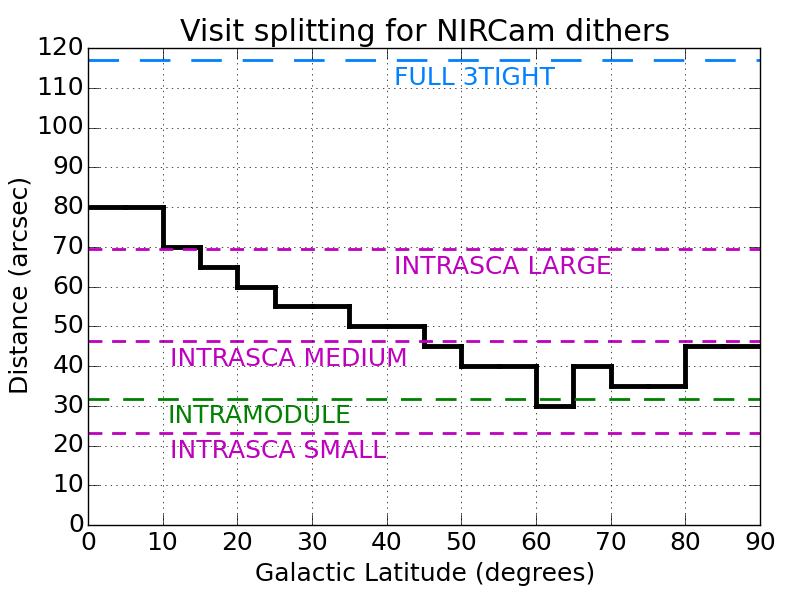 Visit splitting for NIRCam dithers
120
110
100
90
80
70
60
50
40
30
20
10
0
Distance (arcsec)
FULL 3TIGHT
INTRASCA LARGE
INTRASCA MEDIUM
INTRAMODULE
INTRASCA SMALL
0 10 20 30 40 50 60 70 80 90
Galactic Latitude (degrees)